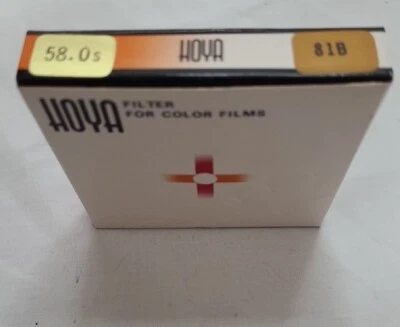 58.0s HOYA 81B
HOYA FILTER
FOR COLOR FILMS